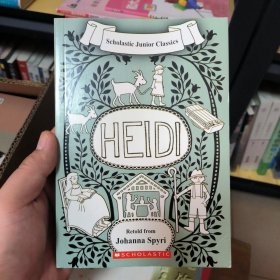 Scholastic Junior Classics
HEIDI
Retold from
Johanna Spyri
SCHOLASTIC